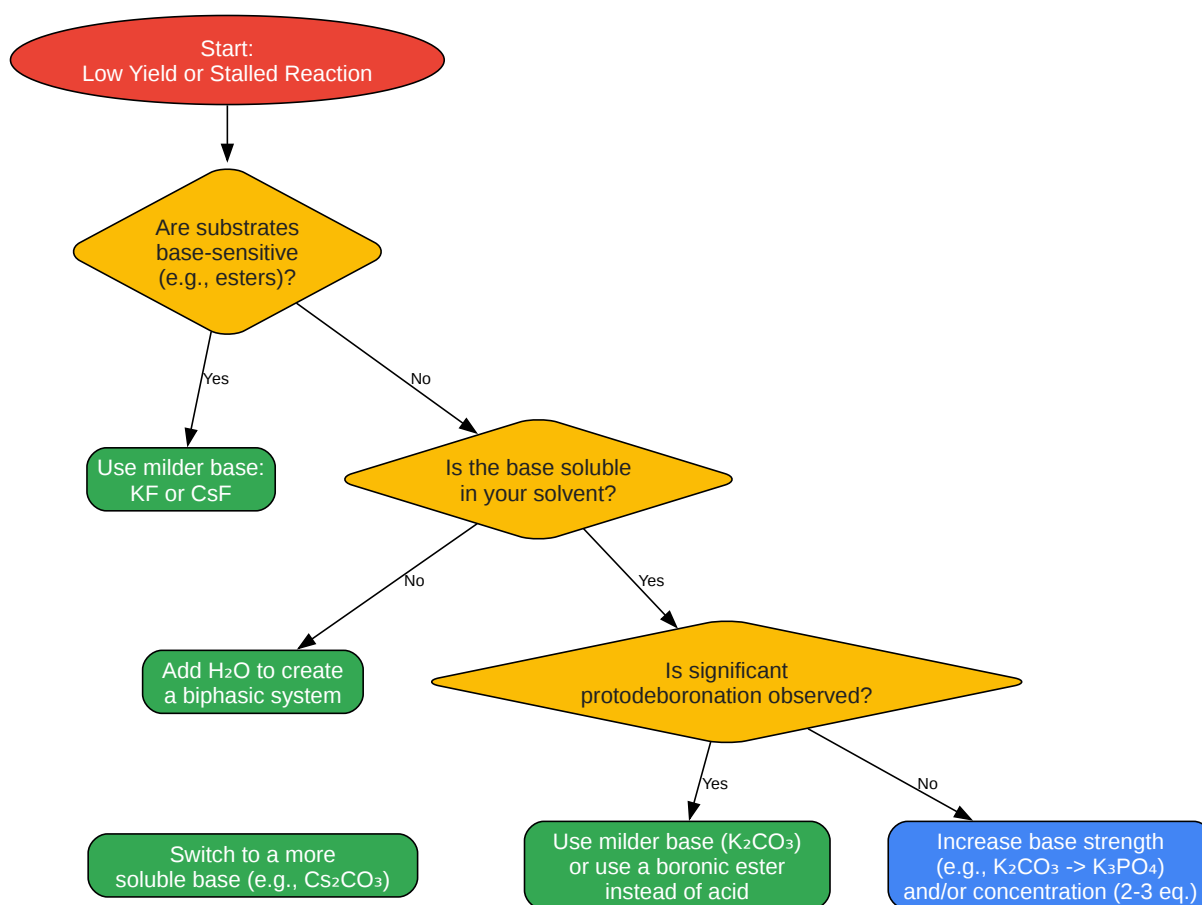 Start:
Low Yield or Stalled Reaction
Are substrates
base-sensitive
(e.g., esters)?
Yes
No
Use milder base:
KF or CsF
Is the base soluble
in your solvent?
No
Yes
Add H₂O to create
a biphasic system
Is significant
protodeboronation observed?
Yes
No
Switch to a more
soluble base (e.g., Cs₂CO₃)
Use milder base (K₂CO₃)
or use a boronic ester
instead of acid
Increase base strength
(e.g., K₂CO₃ -> K₃PO₄)
and/or concentration (2-3 eq.)